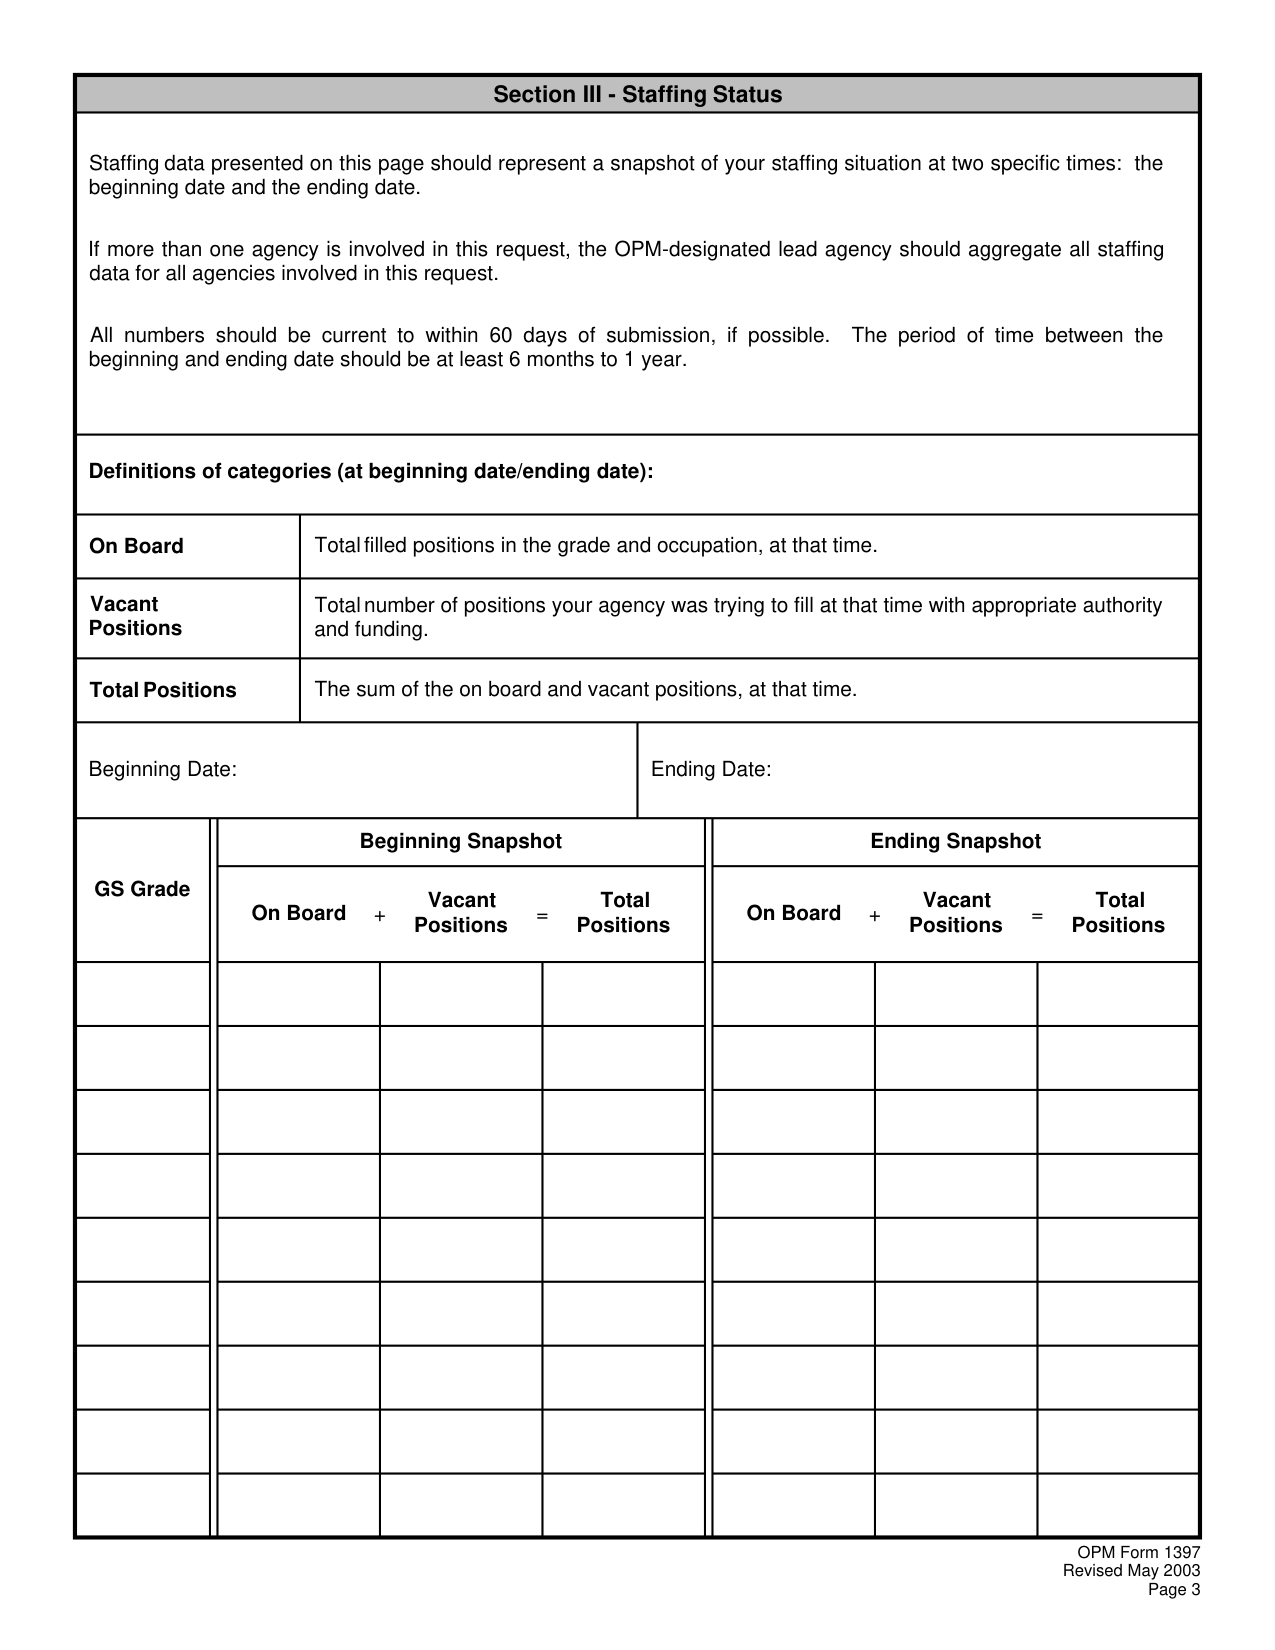 Section III - Staffing Status
Staffing data presented on this page should represent a snapshot of your staffing situation at two specific times:  the
beginning date and the ending date.
If more than one agency is involved in this request, the OPM-designated lead agency should aggregate all staffing
data for all agencies involved in this request.
All numbers should be current to within 60 days of submission, if possible.  The period of time between the
beginning and ending date should be at least 6 months to 1 year.
Definitions of categories (at beginning date/ending date):
On Board
Total filled positions in the grade and occupation, at that time.
Vacant
Positions
Total number of positions your agency was trying to fill at that time with appropriate authority
and funding.
Total Positions
The sum of the on board and vacant positions, at that time.
Beginning Date:
Ending Date:
GS Grade
Beginning Snapshot
Ending Snapshot
On Board + Vacant Positions = Total Positions
On Board + Vacant Positions = Total Positions
OPM Form 1397
Revised May 2003
Page 3